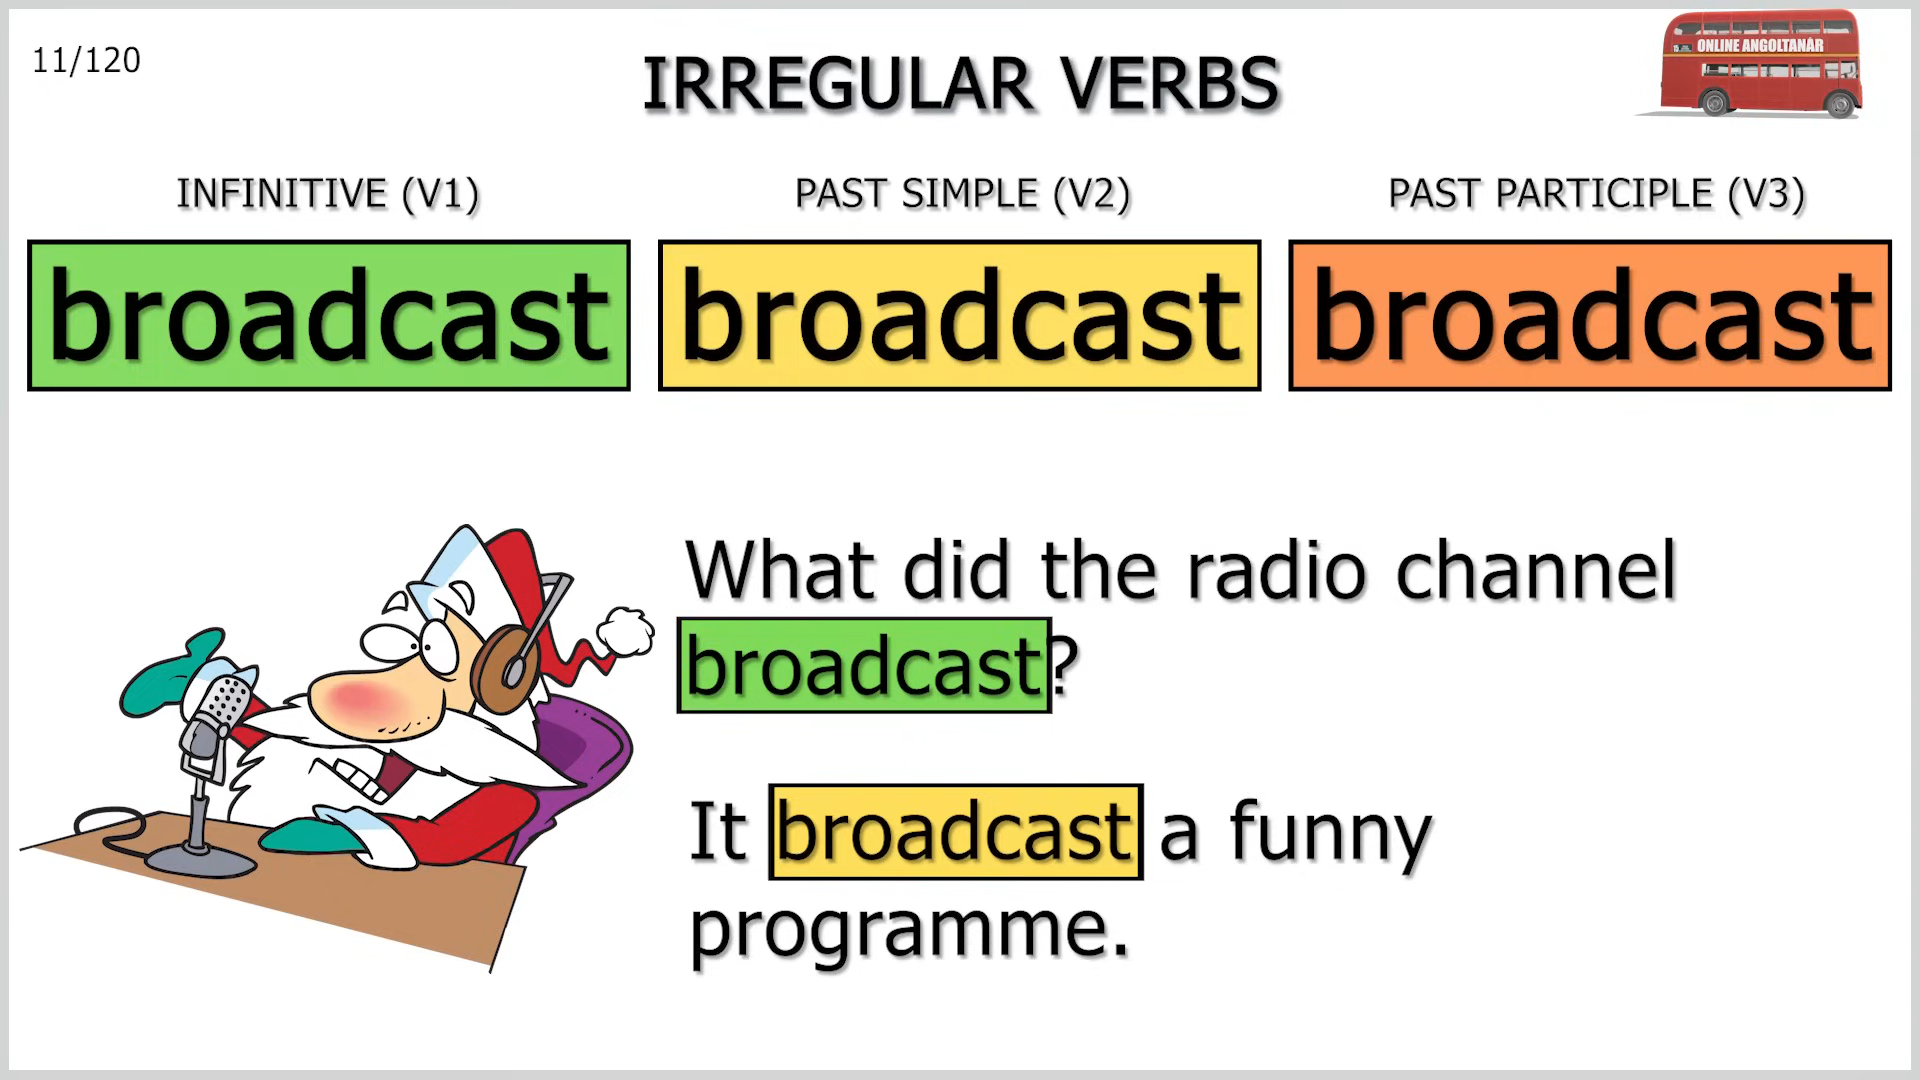 11/120
IRREGULAR VERBS
ONLINE ANGOLTANÁR
INFINITIVE (V1) PAST SIMPLE (V2) PAST PARTICIPLE (V3)
broadcast broadcast broadcast
What did the radio channel
broadcast?
It broadcast a funny
programme.